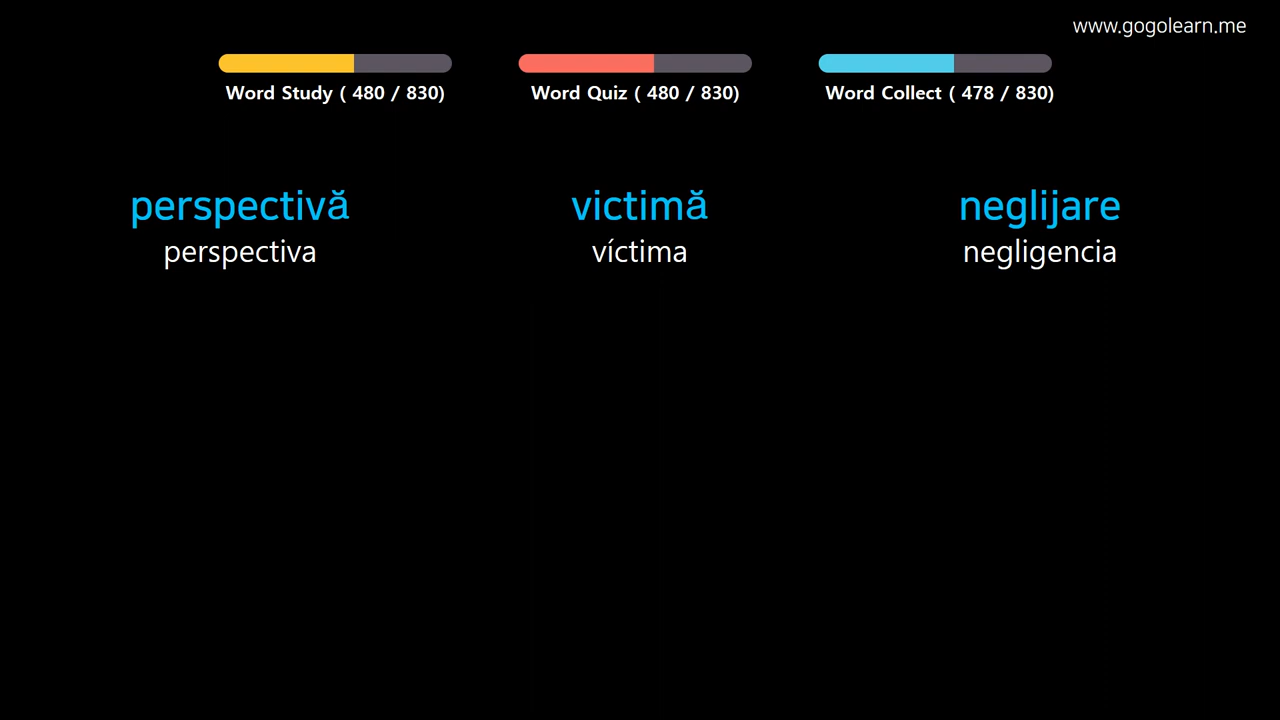 www.gogolearn.me
Word Study ( 480 / 830)
Word Quiz ( 480 / 830)
Word Collect ( 478 / 830)
perspectivă
perspectiva
victimă
víctima
neglijare
negligencia